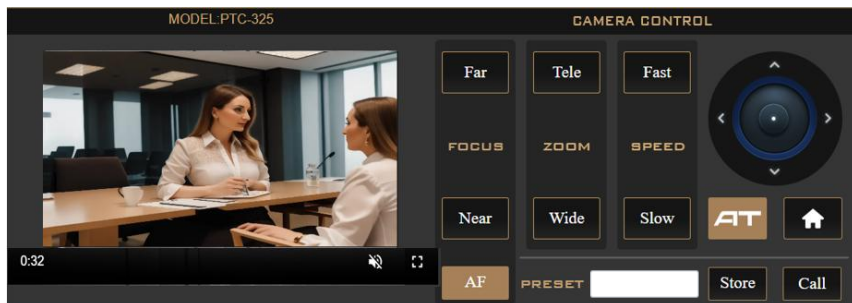 MODEL:PTC-325
CAMERA CONTROL
Far
Tele
Fast
FOCUS
ZOOM
SPEED
Near
Wide
Slow
AT
0:32
AF
PRESET
Store
Call